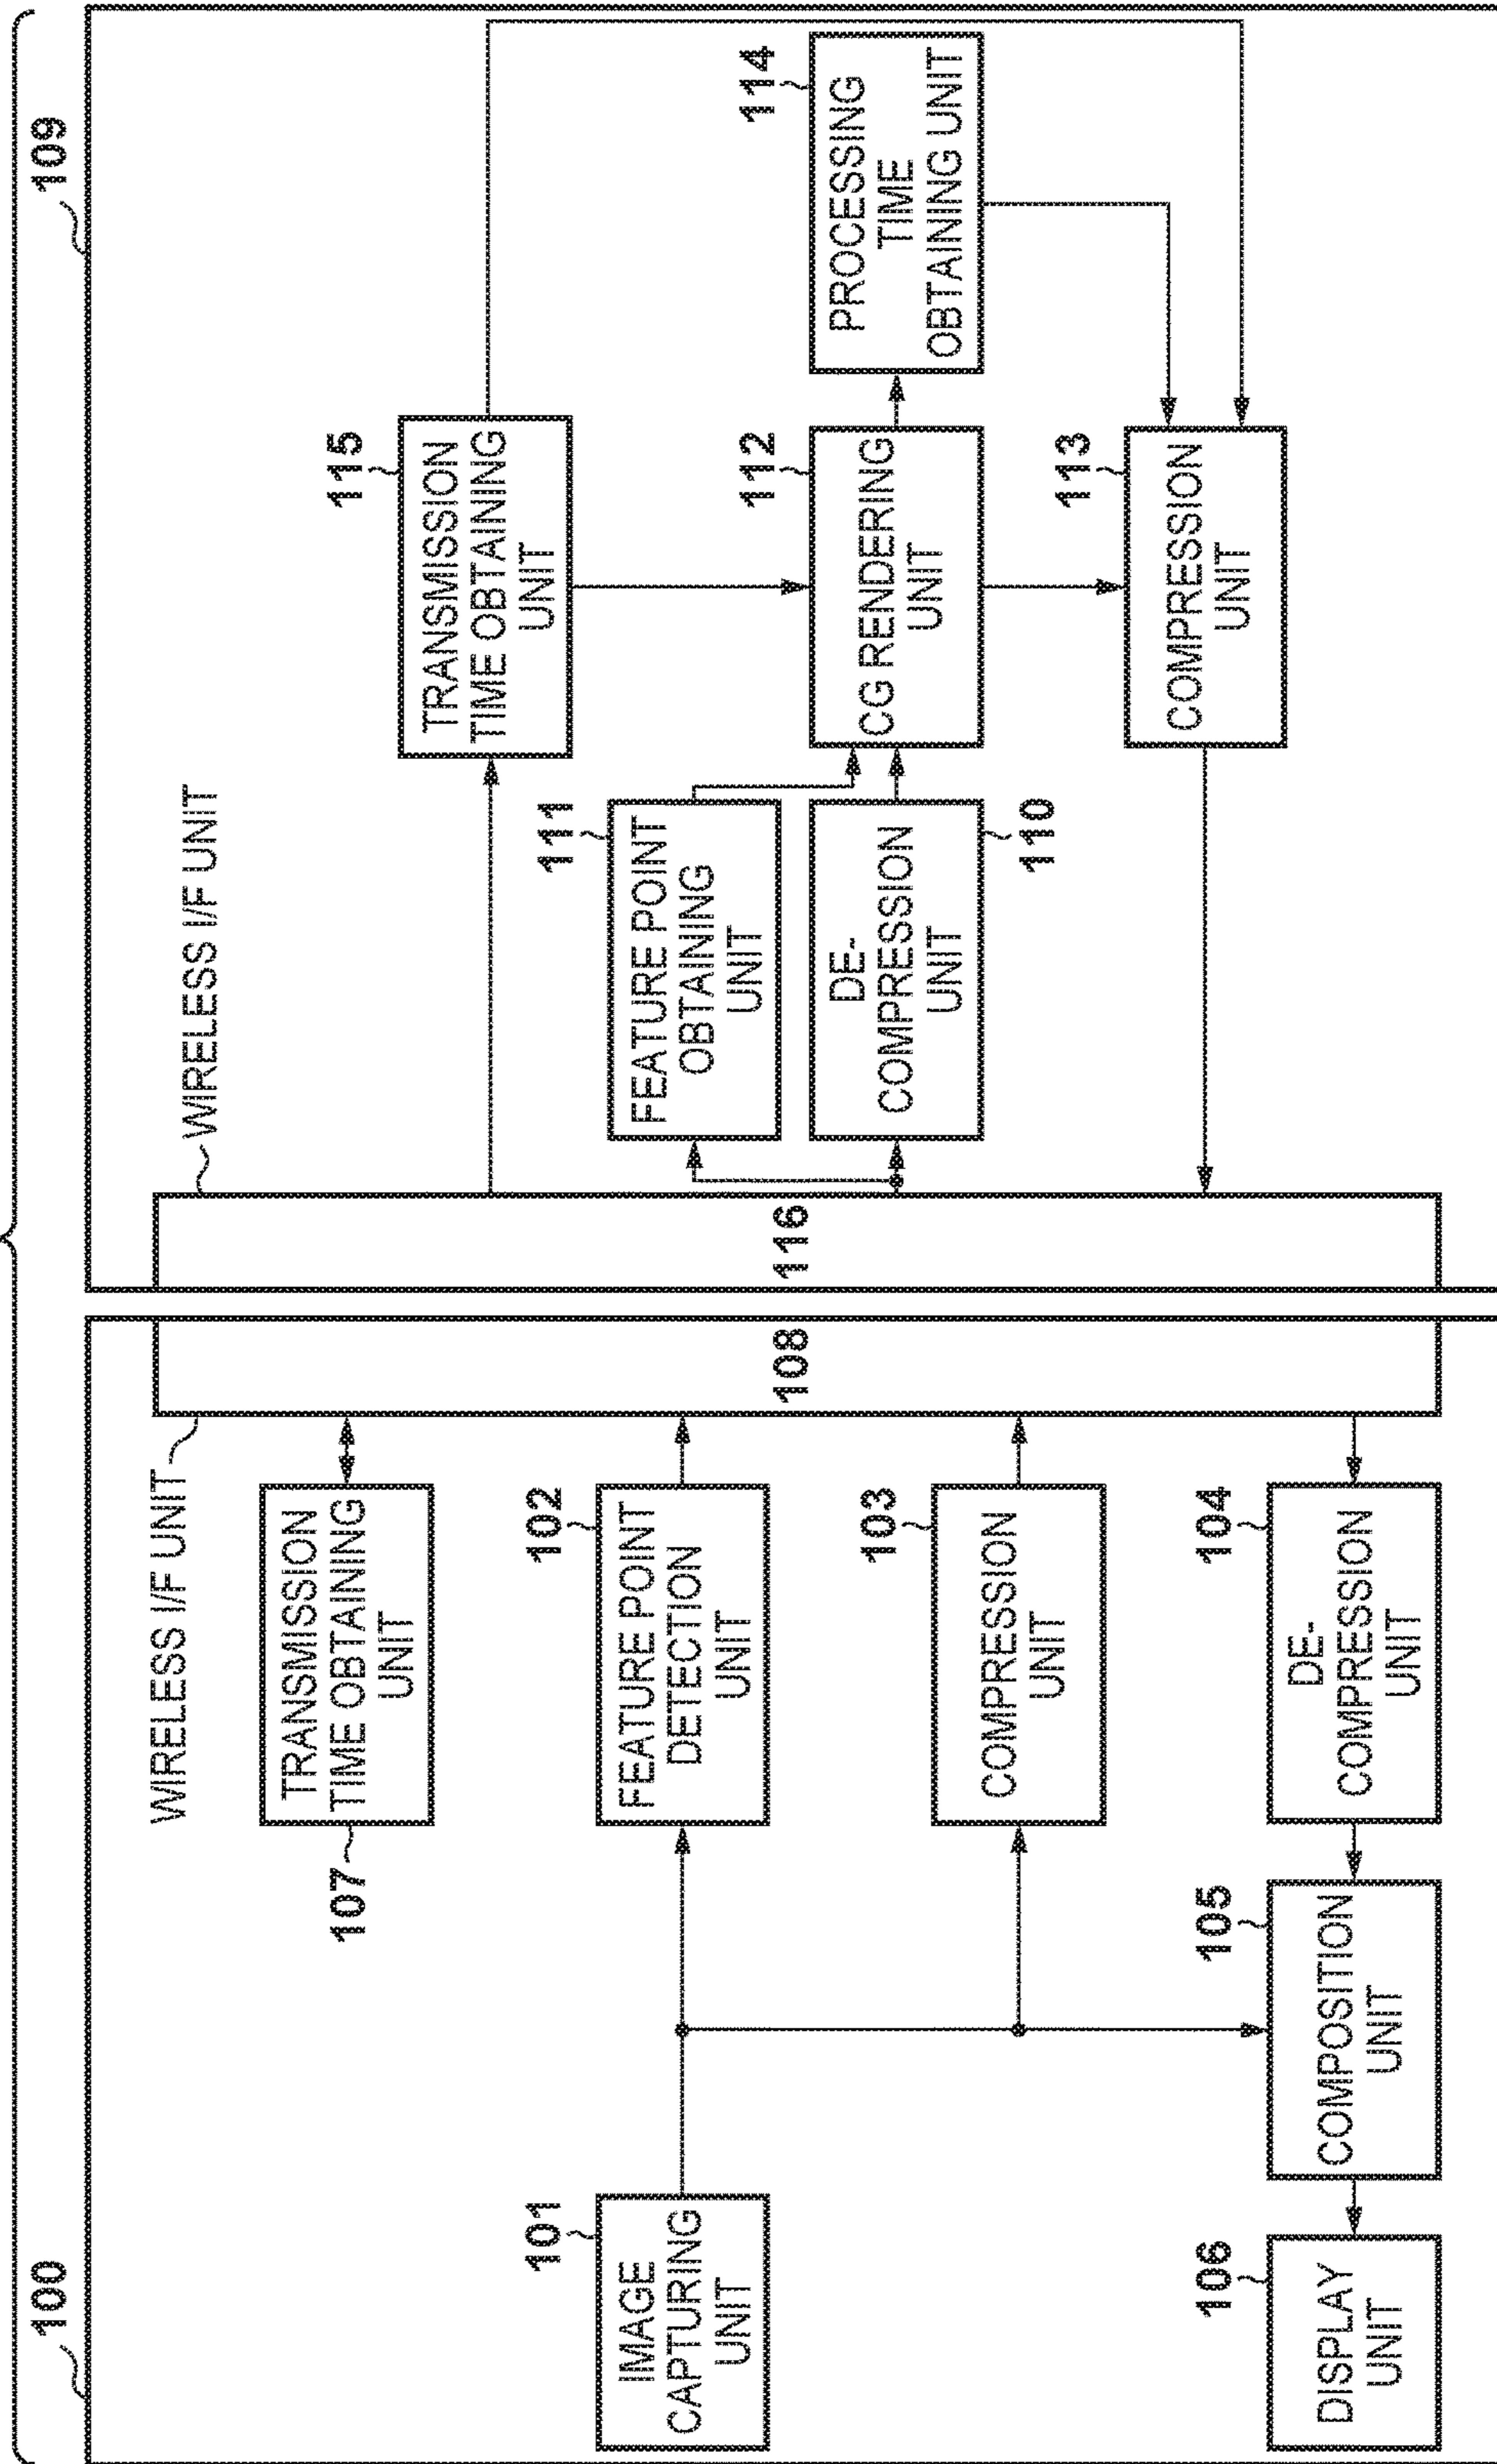 100
WIRELESS I/F UNIT
108
TRANSMISSION
TIME OBTAINING
UNIT
107
IMAGE
CAPTURING
UNIT
101
FEATURE POINT
DETECTION
UNIT
102
COMPRESSION
UNIT
103
DE-
COMPRESSION
UNIT
104
COMPOSITION
UNIT
105
DISPLAY
UNIT
106
109
WIRELESS I/F UNIT
116
TRANSMISSION
TIME OBTAINING
UNIT
115
FEATURE POINT
OBTAINING
UNIT
111
DE-
COMPRESSION
UNIT
110
CG RENDERING
UNIT
112
PROCESSING
TIME
OBTAINING UNIT
114
COMPRESSION
UNIT
113